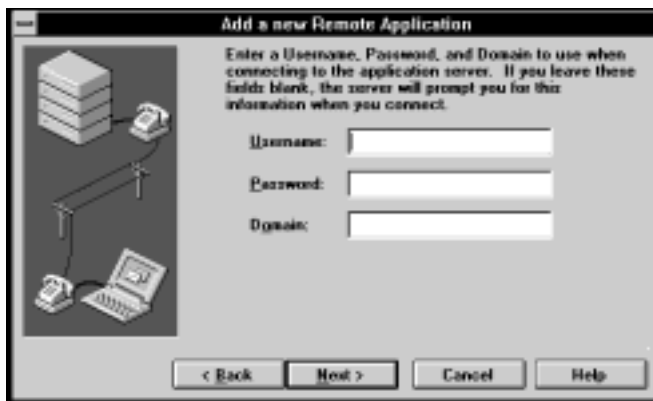 Add a new Remote Application
Enter a Username, Password, and Domain to use when
connecting to the application server. If you leave these
fields blank, the server will prompt you for this
information when you connect.
Username:
Password:
Domain:
< Back
Next >
Cancel
Help